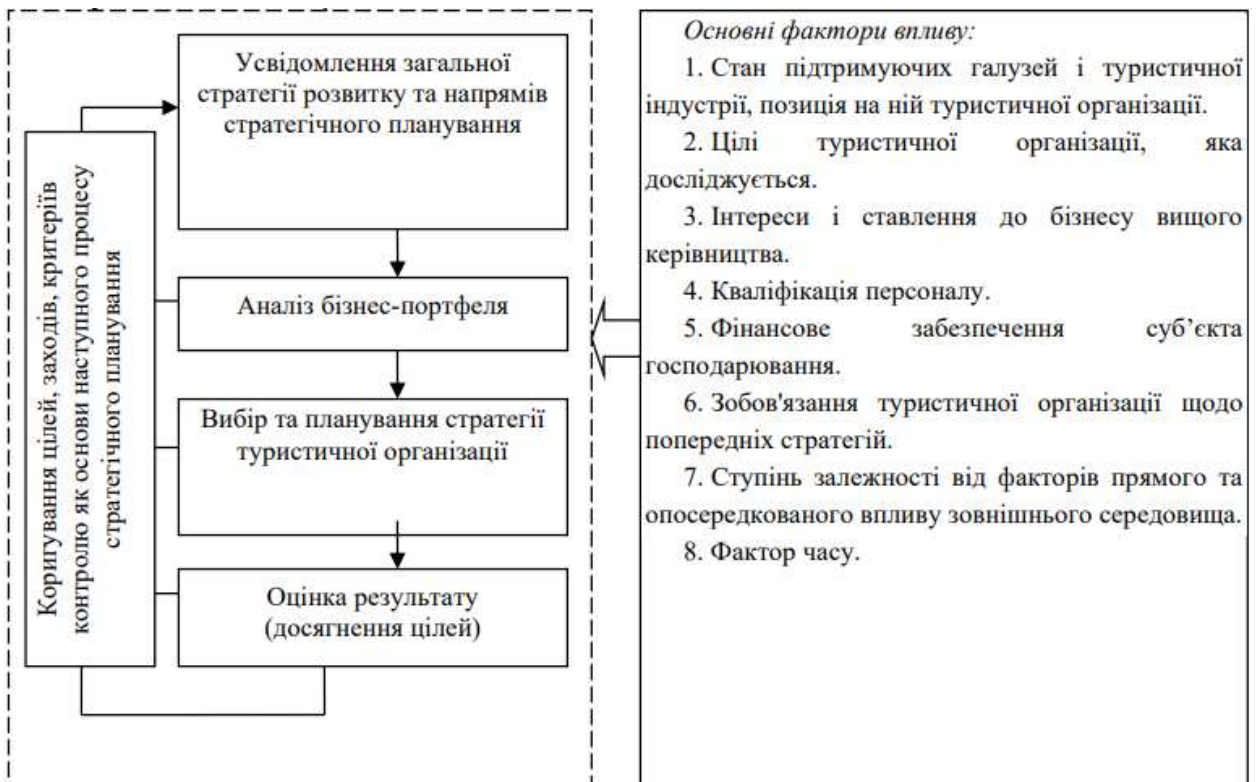 Усвідомлення загальної
стратегії розвитку та напрямів
стратегічного планування
Аналіз бізнес-портфеля
Вибір та планування стратегії
туристичної організації
Оцінка результату
(досягнення цілей)
Коригування цілей, заходів, критеріїв
контролю як основи наступного процесу
стратегічного планування
Основні фактори впливу:
1. Стан підтримуючих галузей і туристичної
індустрії, позиція на ній туристичної організації.
2. Цілі туристичної організації, яка
досліджується.
3. Інтереси і ставлення до бізнесу вищого
керівництва.
4. Кваліфікація персоналу.
5. Фінансове забезпечення суб’єкта
господарювання.
6. Зобов'язання туристичної організації щодо
попередніх стратегій.
7. Ступінь залежності від факторів прямого та
опосередкованого впливу зовнішнього середовища.
8. Фактор часу.